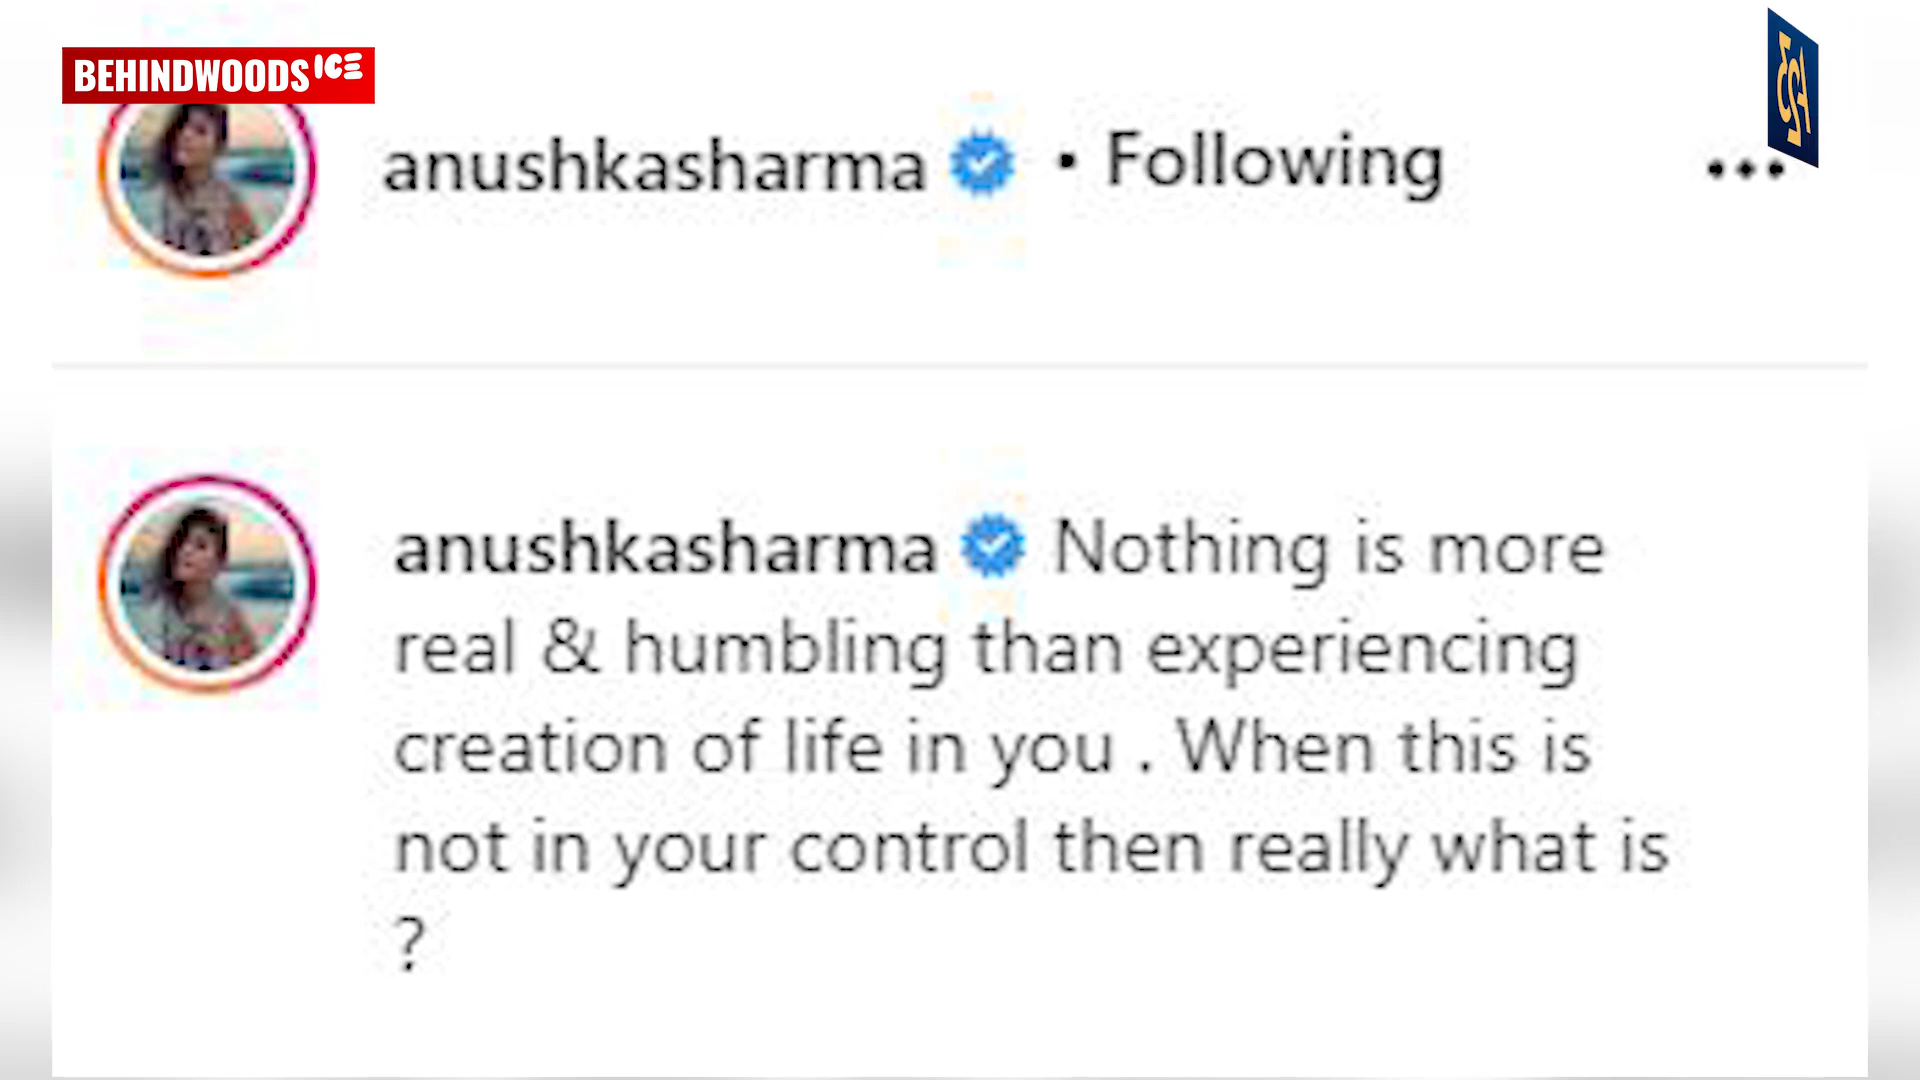 BEHINDWOODS ICE
anushkasharma • Following
anushkasharma Nothing is more
real & humbling than experiencing
creation of life in you . When this is
not in your control then really what is
?